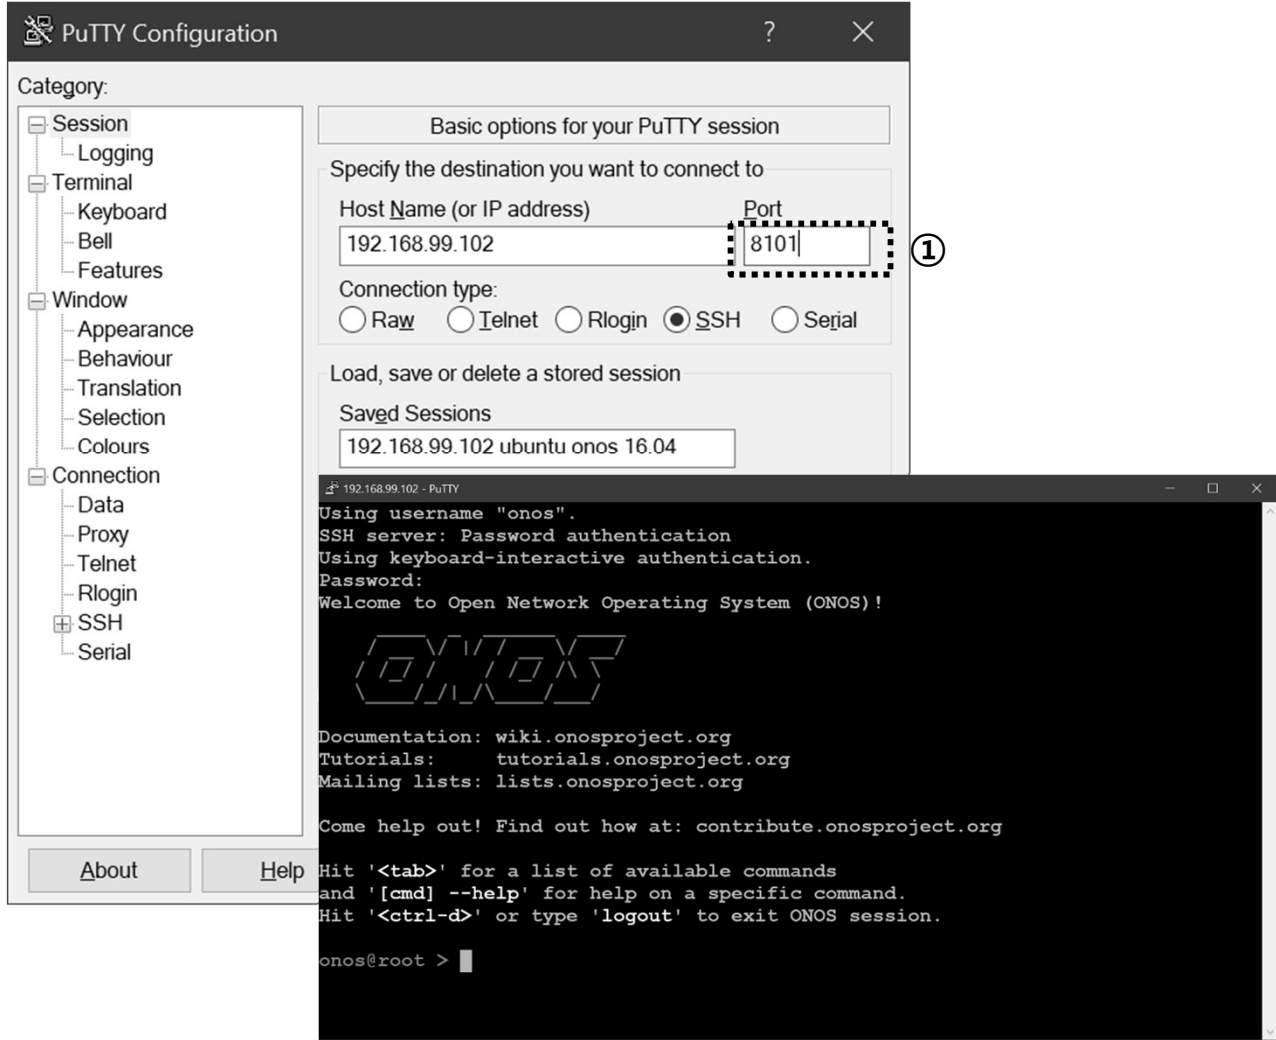 PuTTY Configuration ? ×
Category:
Session
Logging
Terminal
Keyboard
Bell
Features
Window
Appearance
Behaviour
Translation
Selection
Colours
Connection
Data
Proxy
Telnet
Rlogin
SSH
Serial
Basic options for your PuTTY session
Specify the destination you want to connect to
Host Name (or IP address) Port
192.168.99.102 8101
①
Connection type:
Raw Telnet Rlogin SSH Serial
Load, save or delete a stored session
Saved Sessions
192.168.99.102 ubuntu onos 16.04
About Help
192.168.99.102 - PuTTY
Using username "onos".
SSH server: Password authentication
Using keyboard-interactive authentication.
Password:
Welcome to Open Network Operating System (ONOS)!
ONOS
Documentation: wiki.onosproject.org
Tutorials: tutorials.onosproject.org
Mailing lists: lists.onosproject.org
Come help out! Find out how at: contribute.onosproject.org
Hit '<tab>' for a list of available commands
and '[cmd] --help' for help on a specific command.
Hit '<ctrl-d>' or type 'logout' to exit ONOS session.
onos@root >